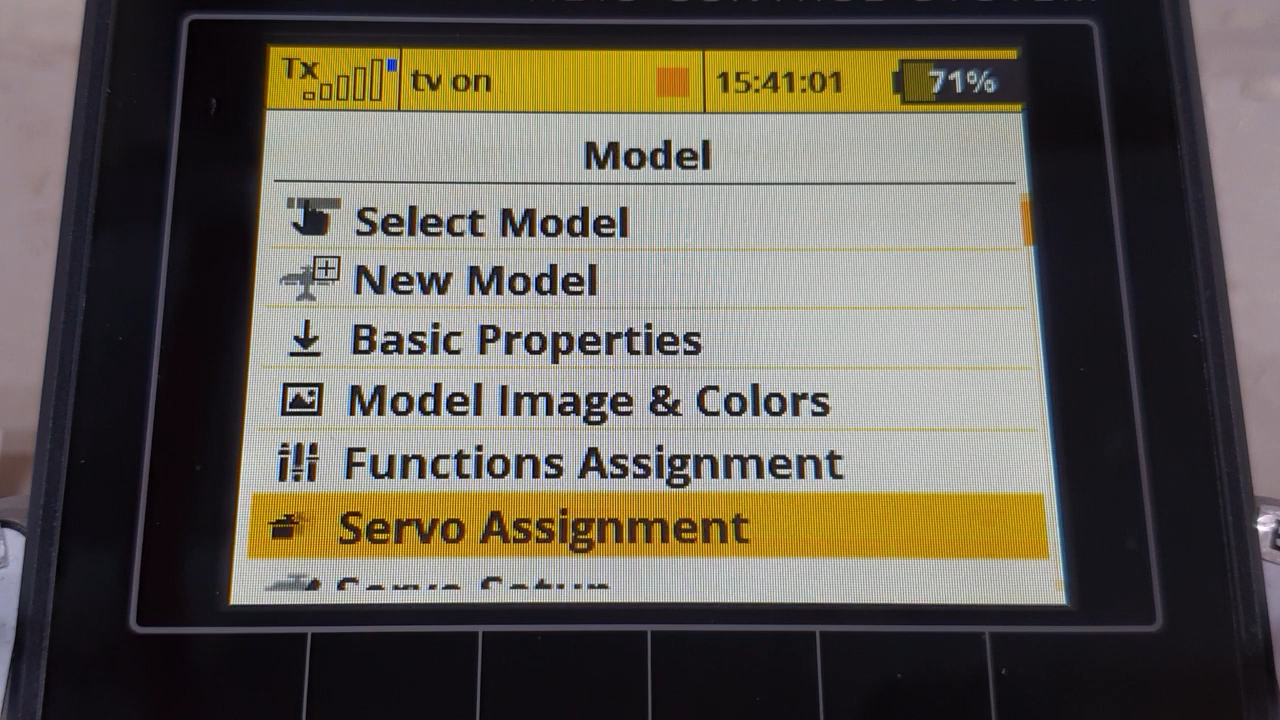 Tx tv on 15:41:01 71%
Model
Select Model
New Model
Basic Properties
Model Image & Colors
Functions Assignment
Servo Assignment